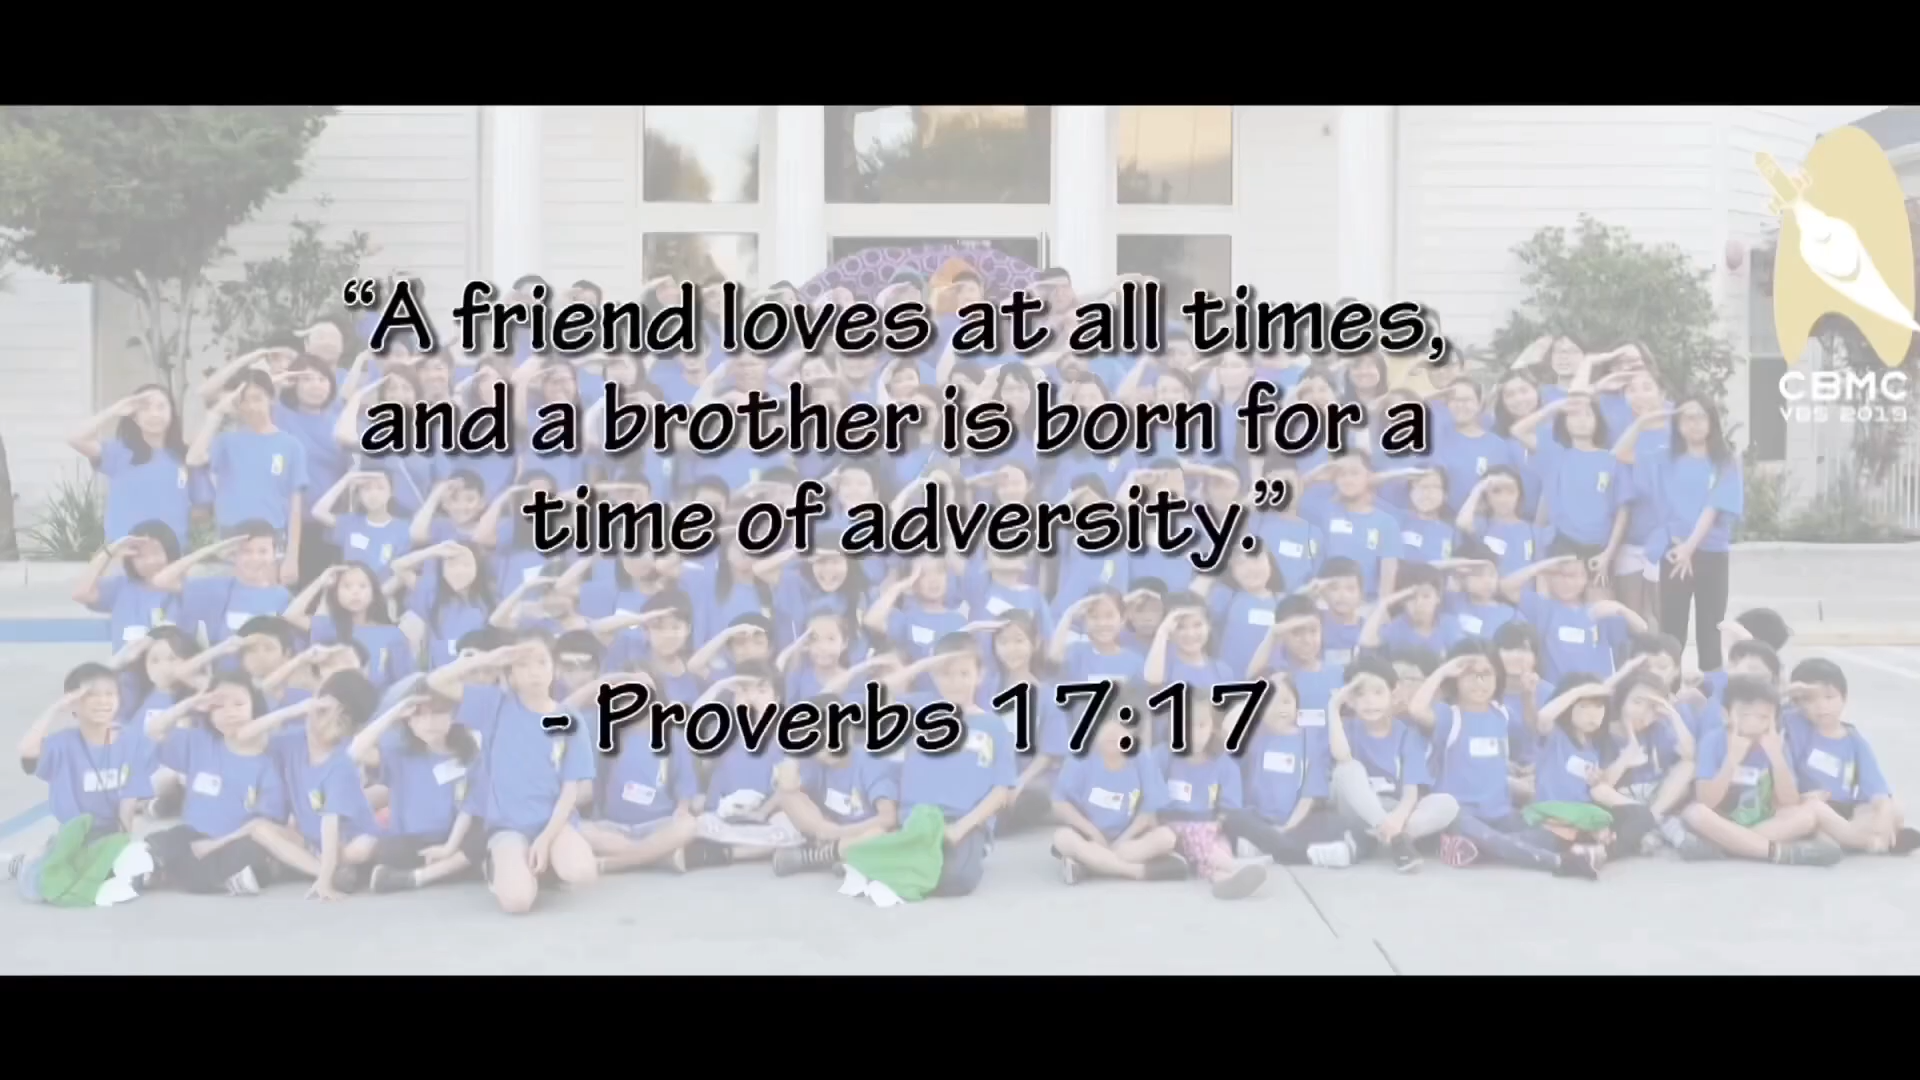 “A friend loves at all times,
and a brother is born for a
time of adversity.”
- Proverbs 17:17
CBMC
VBS 2019